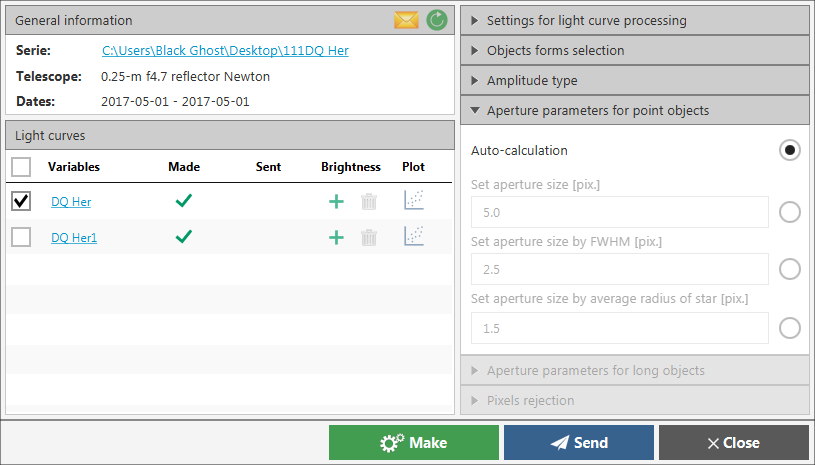 General information
Serie: C:\Users\Black Ghost\Desktop\111DQ Her
Telescope: 0.25-m f4.7 reflector Newton
Dates: 2017-05-01 - 2017-05-01
Light curves
Variables Made Sent Brightness Plot
DQ Her
DQ Her1
Settings for light curve processing
Objects forms selection
Amplitude type
Aperture parameters for point objects
Auto-calculation
Set aperture size [pix.]
5.0
Set aperture size by FWHM [pix.]
2.5
Set aperture size by average radius of star [pix.]
1.5
Aperture parameters for long objects
Pixels rejection
Make Send Close